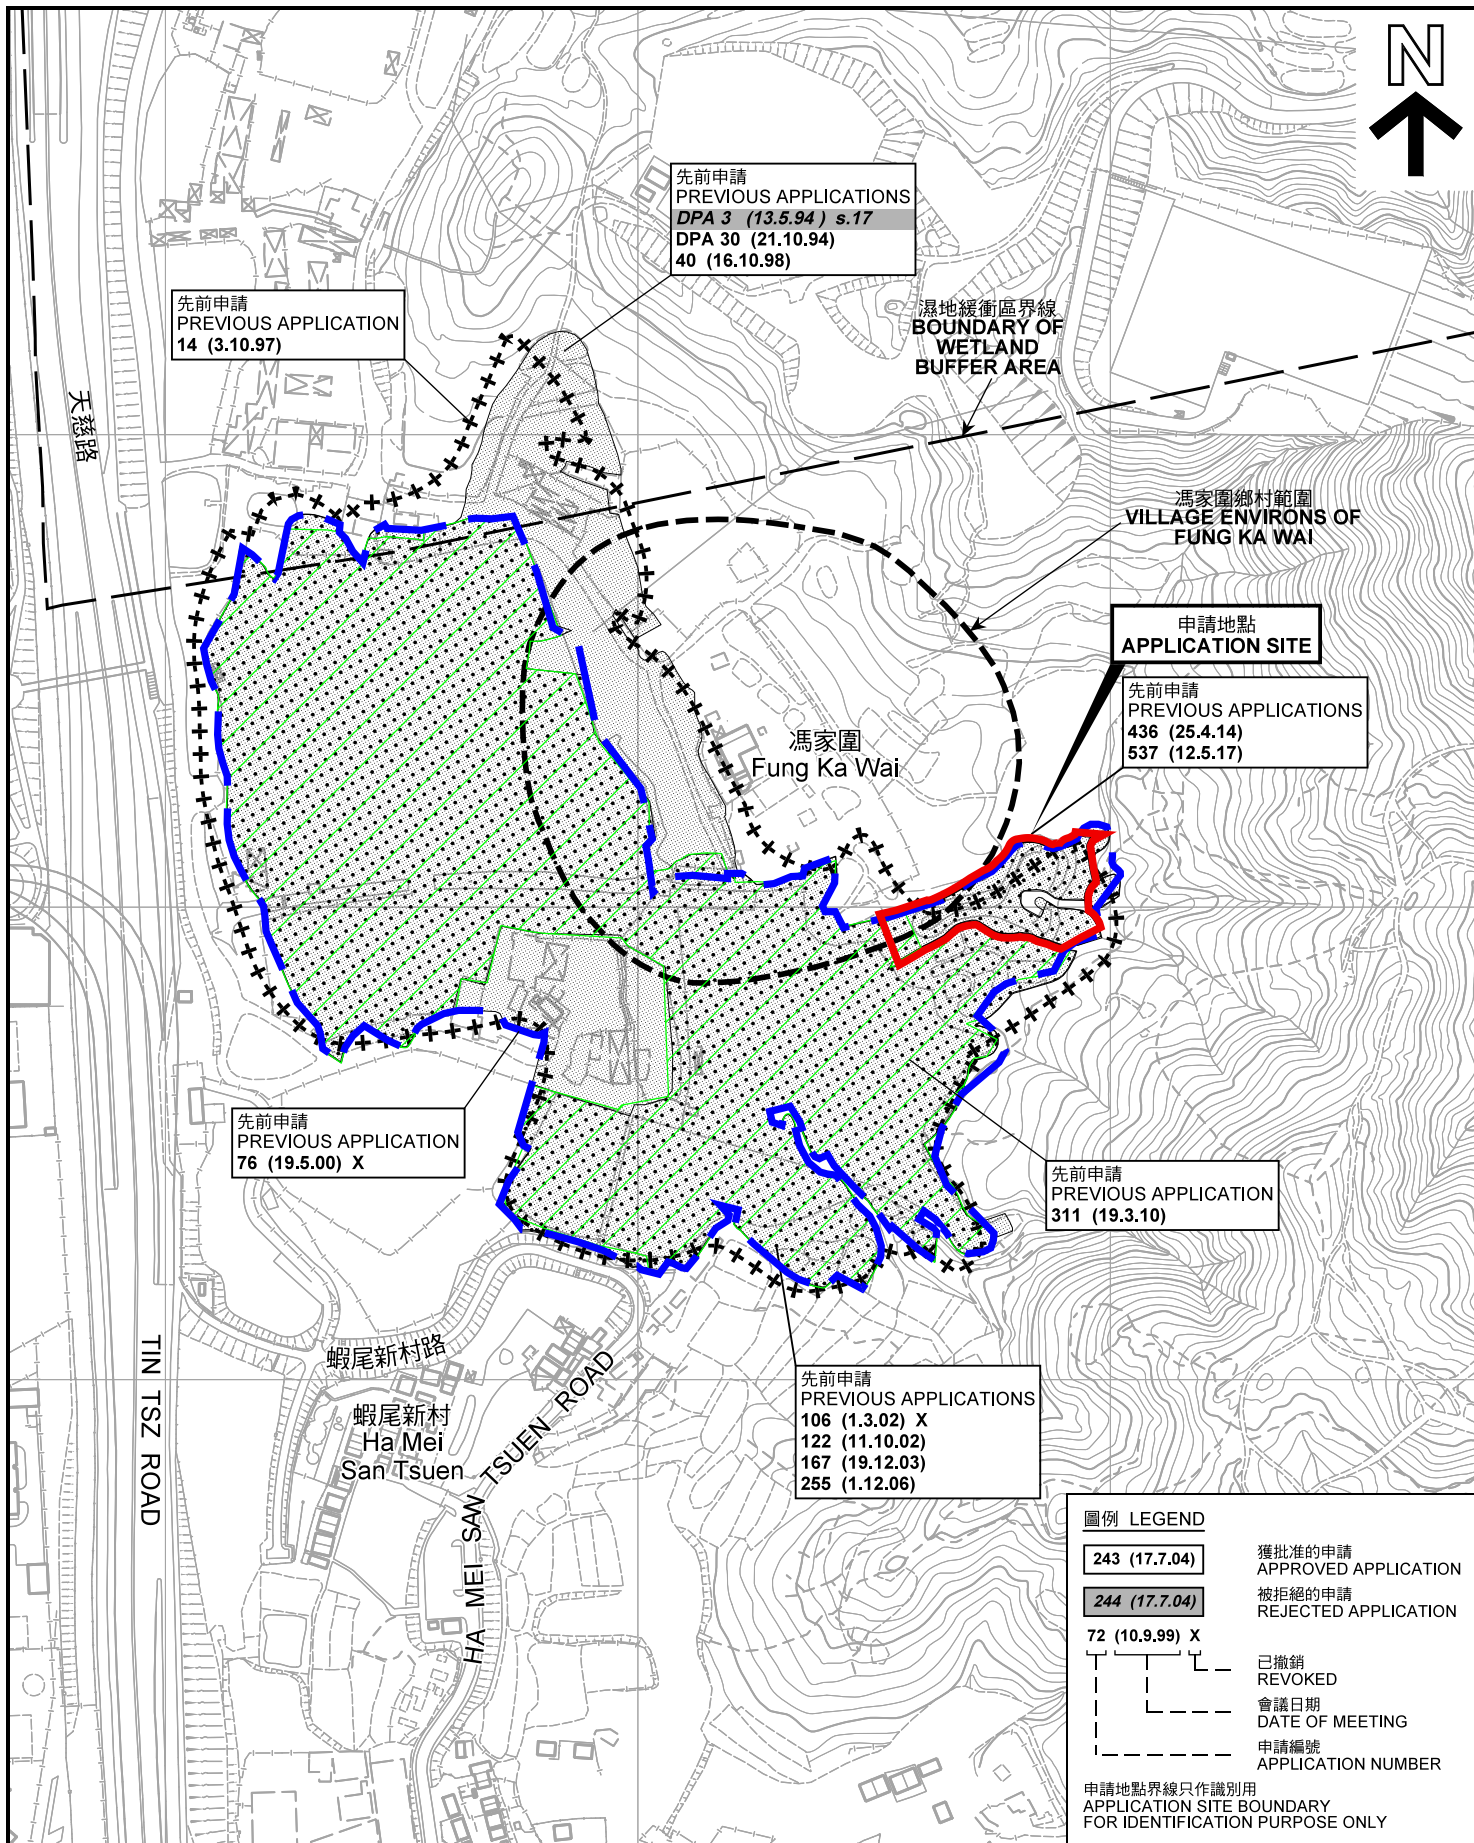 N
先前申請
PREVIOUS APPLICATIONS
DPA 3 (13.5.94 ) s.17
DPA 30 (21.10.94)
40 (16.10.98)
先前申請
PREVIOUS APPLICATION
14 (3.10.97)
濕地緩衝區界線
BOUNDARY OF
WETLAND
BUFFER AREA
天慈路
馮家圍鄉村範圍
VILLAGE ENVIRONS OF
FUNG KA WAI
申請地點
APPLICATION SITE
先前申請
PREVIOUS APPLICATIONS
436 (25.4.14)
537 (12.5.17)
馮家圍
Fung Ka Wai
先前申請
PREVIOUS APPLICATION
76 (19.5.00) X
先前申請
PREVIOUS APPLICATION
311 (19.3.10)
TIN TSZ ROAD
蝦尾新村路
蝦尾新村
Ha Mei
San Tsuen
HA MEI SAN TSUEN ROAD
先前申請
PREVIOUS APPLICATIONS
106 (1.3.02) X
122 (11.10.02)
167 (19.12.03)
255 (1.12.06)
圖例 LEGEND
243 (17.7.04)
獲批准的申請
APPROVED APPLICATION
244 (17.7.04)
被拒絕的申請
REJECTED APPLICATION
72 (10.9.99) X
已撤銷
REVOKED
會議日期
DATE OF MEETING
申請編號
APPLICATION NUMBER
申請地點界線只作識別用
APPLICATION SITE BOUNDARY
FOR IDENTIFICATION PURPOSE ONLY